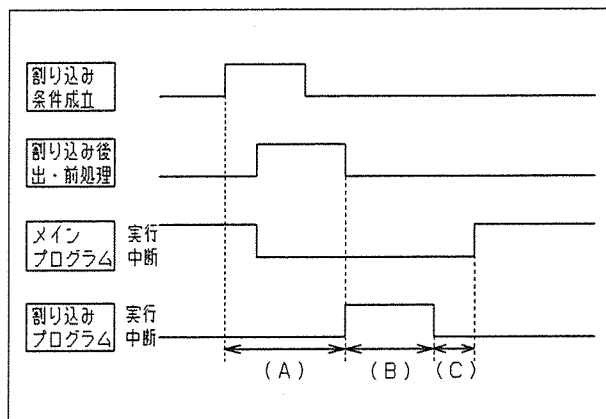 割り込み
条件成立
割り込み後
出・前処理
メイン
プログラム
実行
中断
割り込み
プログラム
実行
中断
(A)
(B)
(C)